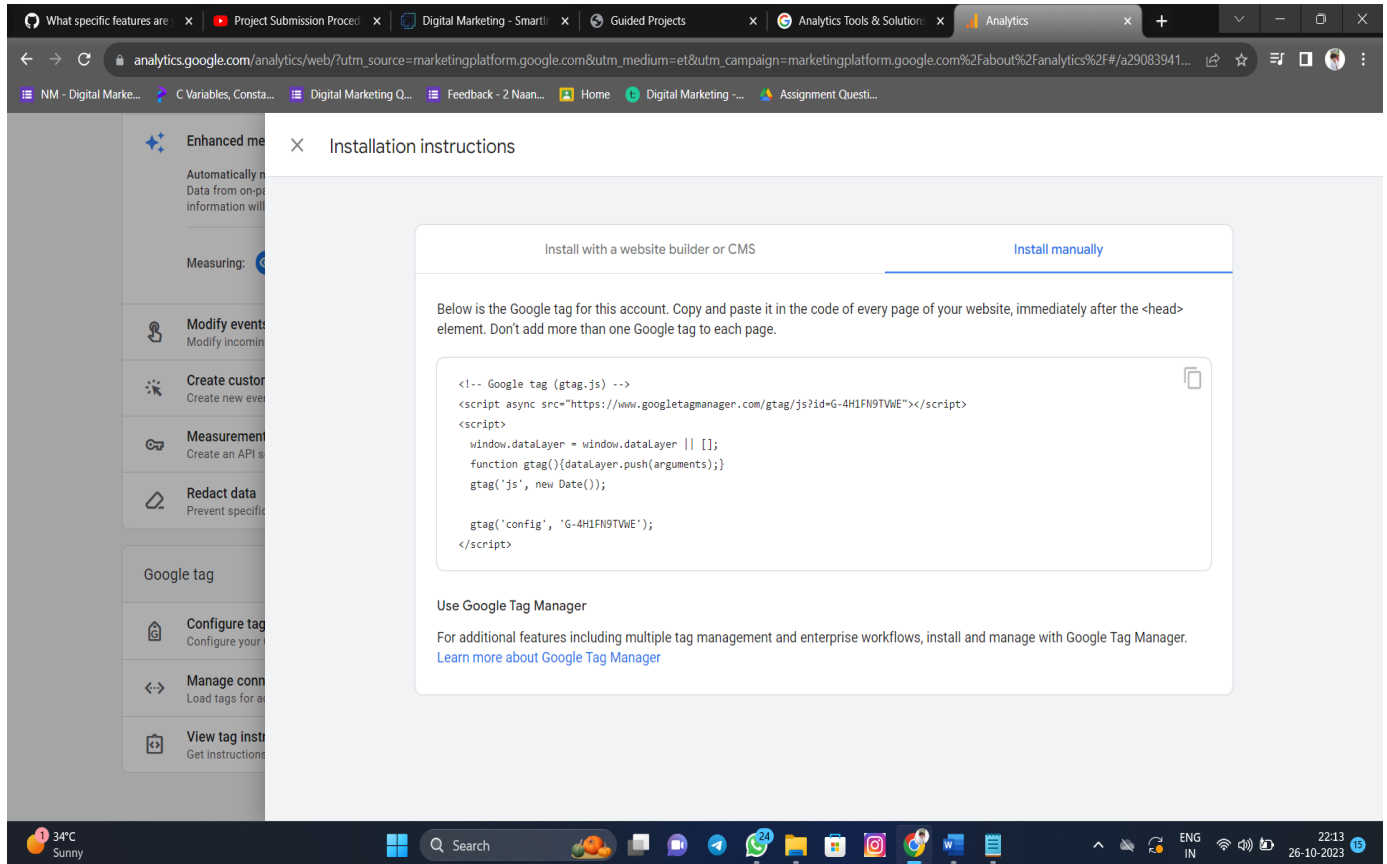 What specific features are
Project Submission Proced
Digital Marketing - SmartIn
Guided Projects
Analytics Tools & Solutions
Analytics
analytics.google.com/analytics/web/?utm_source=marketingplatform.google.com&utm_medium=et&utm_campaign=marketingplatform.google.com%2Fabout%2Fanalytics%2F#/a29083941...
NM - Digital Marke...
C Variables, Consta...
Digital Marketing Q...
Feedback - 2 Naan...
Home
Digital Marketing -...
Assignment Questi...
Enhanced me
Automatically m
Data from on-pa
information will
Measuring:
Modify events
Modify incomin
Create custor
Create new eve
Measurement
Create an API s
Redact data
Prevent specific
Google tag
Configure tag
Configure your
Manage conn
Load tags for ad
View tag instr
Get instructions
Installation instructions
Install with a website builder or CMS
Install manually
Below is the Google tag for this account. Copy and paste it in the code of every page of your website, immediately after the <head>
element. Don't add more than one Google tag to each page.
<!-- Google tag (gtag.js) -->
<script async src="https://www.googletagmanager.com/gtag/js?id=G-4H1FN9TVWE"></script>
<script>
window.dataLayer = window.dataLayer || [];
function gtag(){dataLayer.push(arguments);}
gtag('js', new Date());
gtag('config', 'G-4H1FN9TVWE');
</script>
Use Google Tag Manager
For additional features including multiple tag management and enterprise workflows, install and manage with Google Tag Manager.
Learn more about Google Tag Manager
1
34°C
Sunny
Search
24
ENG
IN
22:13
26-10-2023
15